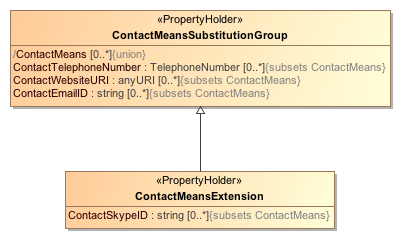 «PropertyHolder»
ContactMeansSubstitutionGroup
/ContactMeans [0..*]{union}
ContactTelephoneNumber : TelephoneNumber [0..*]{subsets ContactMeans}
ContactWebsiteURI : anyURI [0..*]{subsets ContactMeans}
ContactEmailID : string [0..*]{subsets ContactMeans}
«PropertyHolder»
ContactMeansExtension
ContactSkypeID : string [0..*]{subsets ContactMeans}